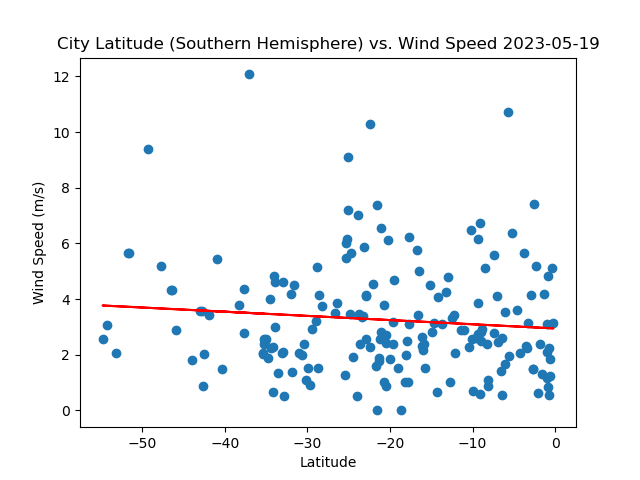 City Latitude (Southern Hemisphere) vs. Wind Speed 2023-05-19
12
10
8
6
4
2
0
Wind Speed (m/s)
−50 −40 −30 −20 −10 0
Latitude